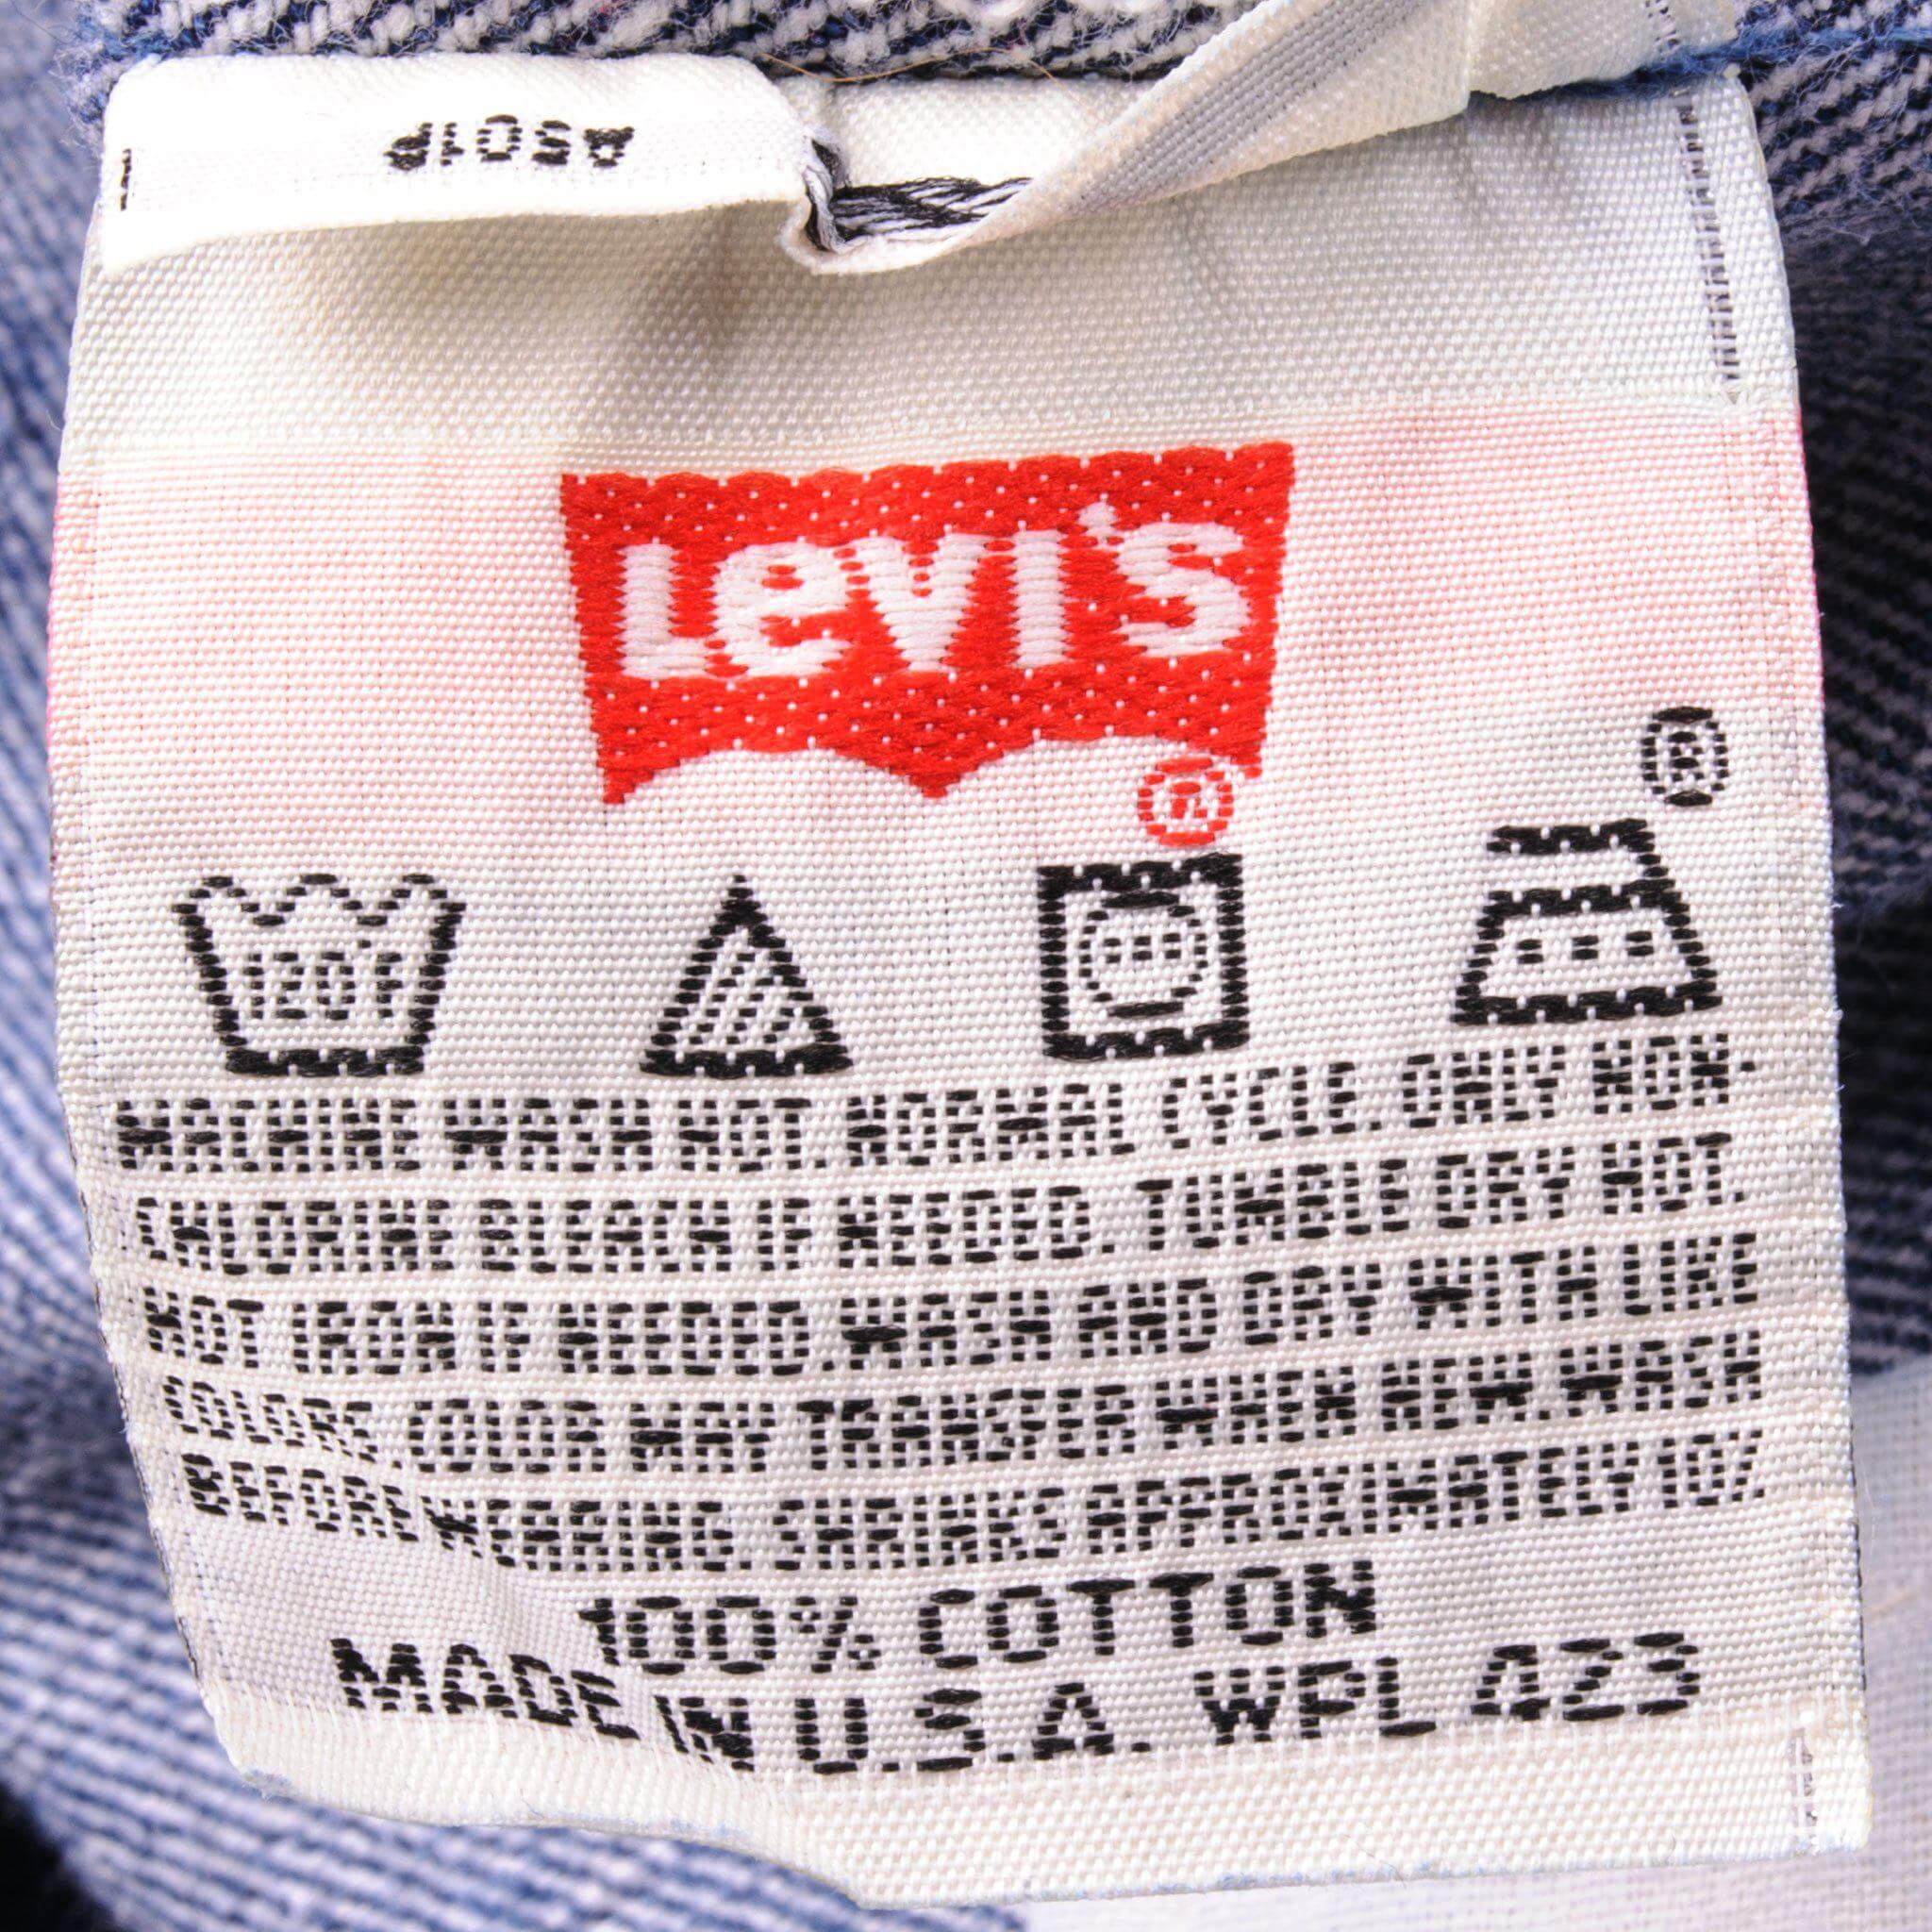 A501P
Levi's
®
®
120°F
MACHINE WASH HOT. NORMAL CYCLE. ONLY NON-
CHLORINE BLEACH IF NEEDED. TUMBLE DRY HOT.
HOT IRON IF NEEDED. WASH AND DRY WITH LIKE
COLORS. COLOR MAY TRANSFER WHEN NEW. WASH
BEFORE WEARING. SHRINKS APPROXIMATELY 10%
100% COTTON
MADE IN U.S.A. WPL 423